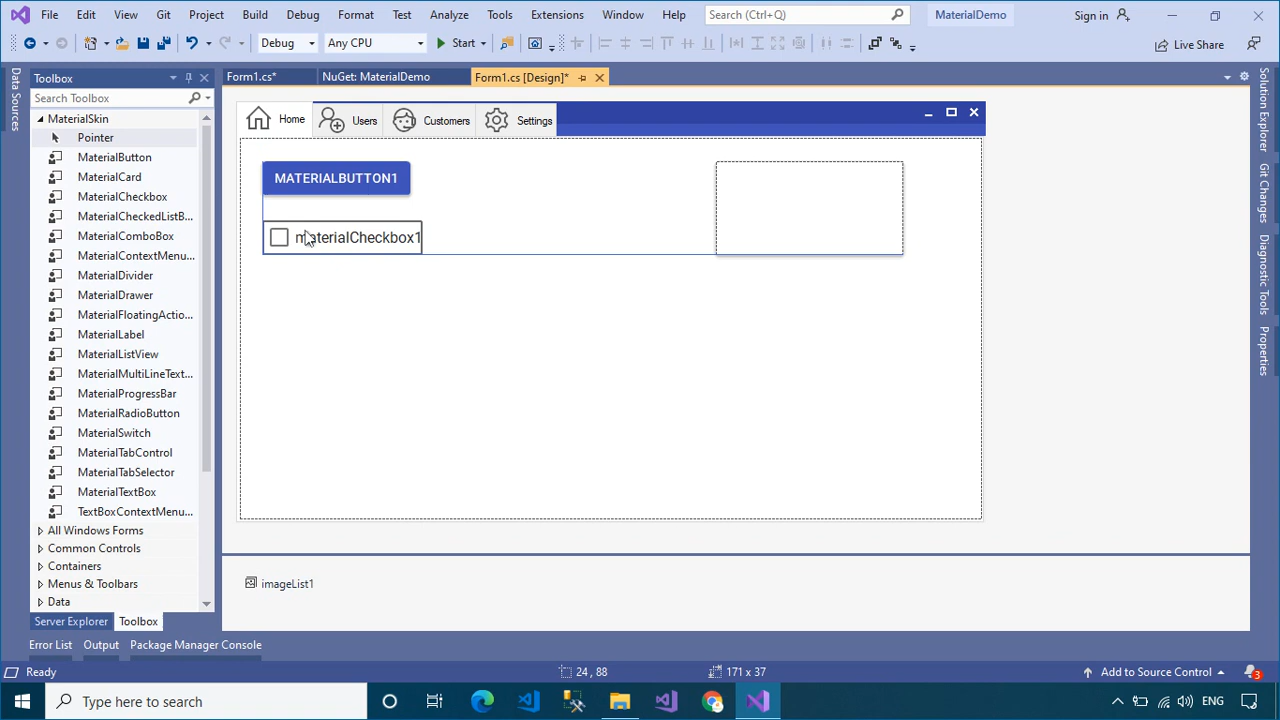 File Edit View Git Project Build Debug Format Test Analyze Tools Extensions Window Help Search (Ctrl+Q) MaterialDemo Sign in
Debug Any CPU Start Live Share
Data Sources
Toolbox
Form1.cs* NuGet: MaterialDemo Form1.cs [Design]*
Search Toolbox
MaterialSkin
Pointer
MaterialButton
MaterialCard
MaterialCheckbox
MaterialCheckedListB...
MaterialComboBox
MaterialContextMenu...
MaterialDivider
MaterialDrawer
MaterialFloatingActio...
MaterialLabel
MaterialListView
MaterialMultiLineText...
MaterialProgressBar
MaterialRadioButton
MaterialSwitch
MaterialTabControl
MaterialTabSelector
MaterialTextBox
TextBoxContextMenu...
All Windows Forms
Common Controls
Containers
Menus & Toolbars
Data
Server Explorer Toolbox
Home Users Customers Settings
MATERIALBUTTON1
materialCheckbox1
imageList1
Solution Explorer
Git Changes
Diagnostic Tools
Properties
Error List Output Package Manager Console
Ready 24 , 88 171 x 37 Add to Source Control 3
Type here to search ENG